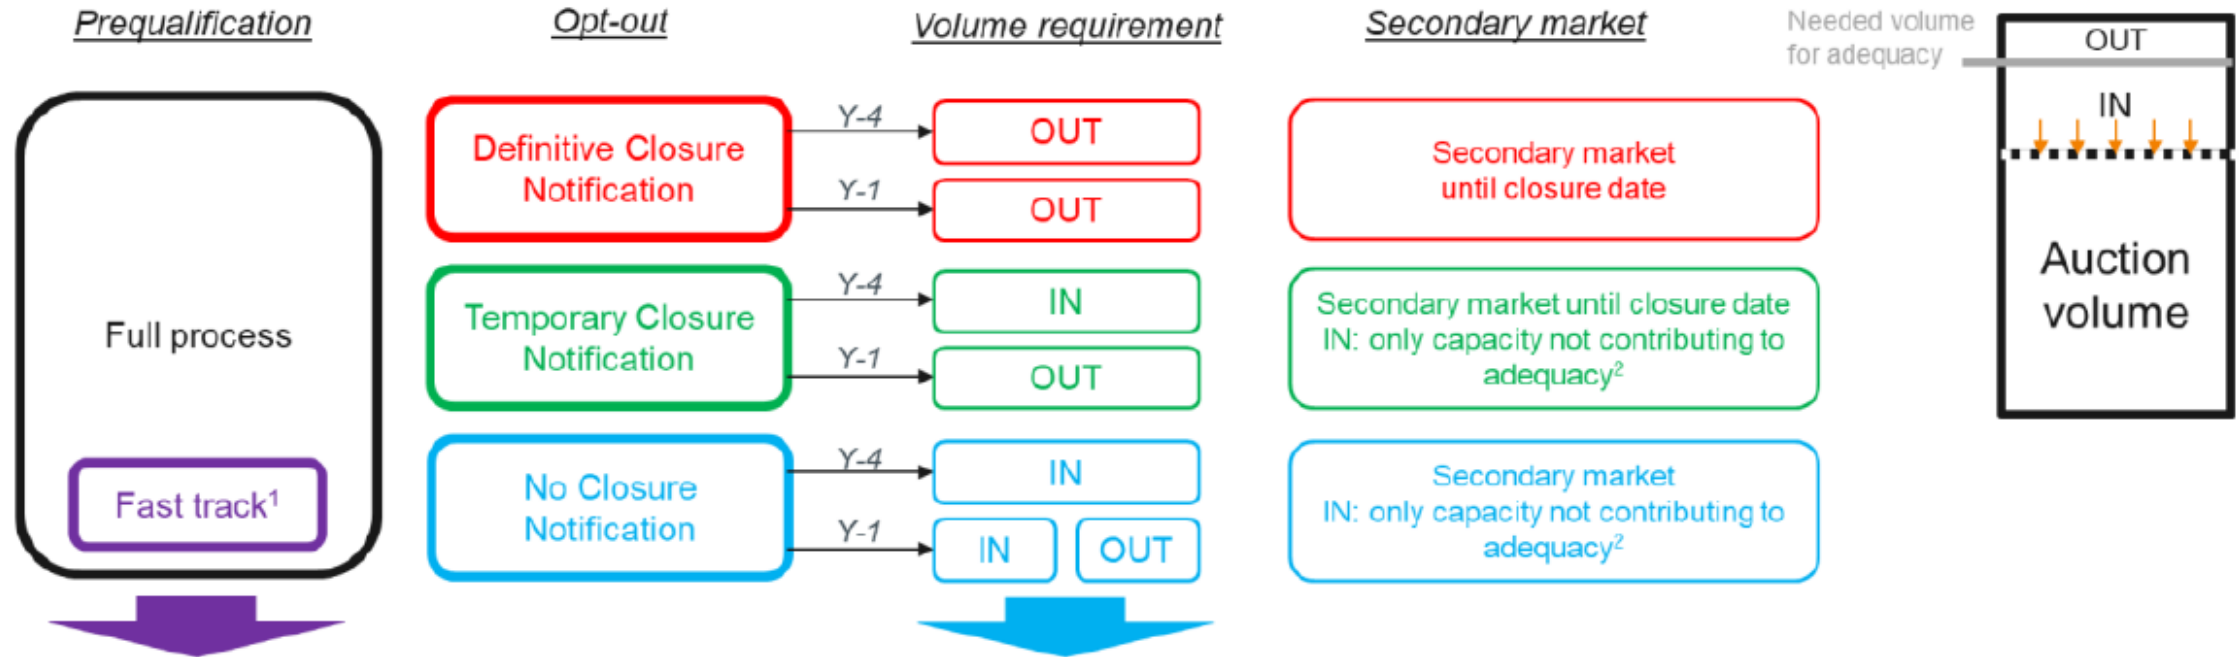 Prequalification
Opt-out
Volume requirement
Secondary market
Needed volume
for adequacy
OUT
IN
Auction
volume
Full process
Fast track¹
Definitive Closure
Notification
Y-4
OUT
Y-1
OUT
Secondary market
until closure date
Temporary Closure
Notification
Y-4
IN
Y-1
OUT
Secondary market until closure date
IN: only capacity not contributing to
adequacy²
No Closure
Notification
Y-4
IN
Y-1
IN
OUT
Secondary market
IN: only capacity not contributing to
adequacy²